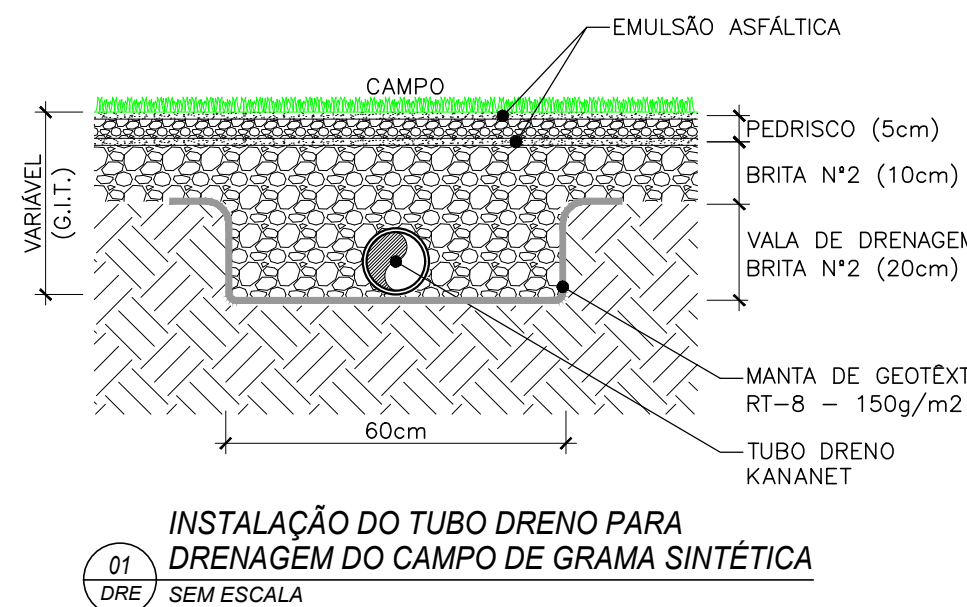 EMULSÃO ASFÁLTICA
CAMPO
VARIÁVEL
(G.I.T.)
PEDRISCO (5cm)
BRITA N°2 (10cm)
VALA DE DRENAGEM
BRITA N°2 (20cm)
MANTA DE GEOTÊXT
RT-8 - 150g/m2
60cm
TUBO DRENO
KANANET
INSTALAÇÃO DO TUBO DRENO PARA
DRENAGEM DO CAMPO DE GRAMA SINTÉTICA
01
DRE
SEM ESCALA